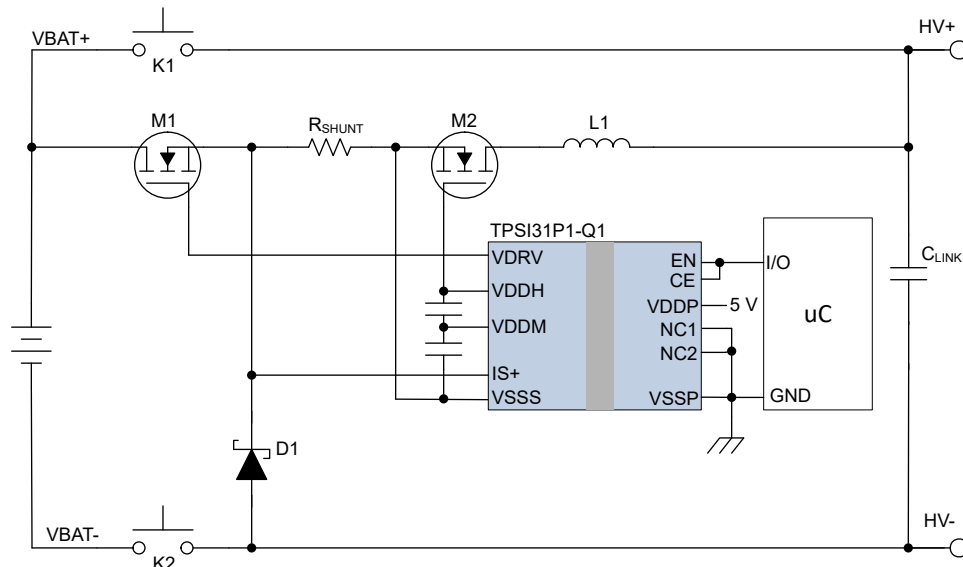 VBAT+
K1
HV+
M1
RSHUNT
M2
L1
TPSI31P1-Q1
VDRV
VDDH
VDDM
IS+
VSSS
EN
CE
VDDP
NC1
NC2
VSSP
5 V
I/O
uC
GND
CLINK
D1
VBAT-
K2
HV-